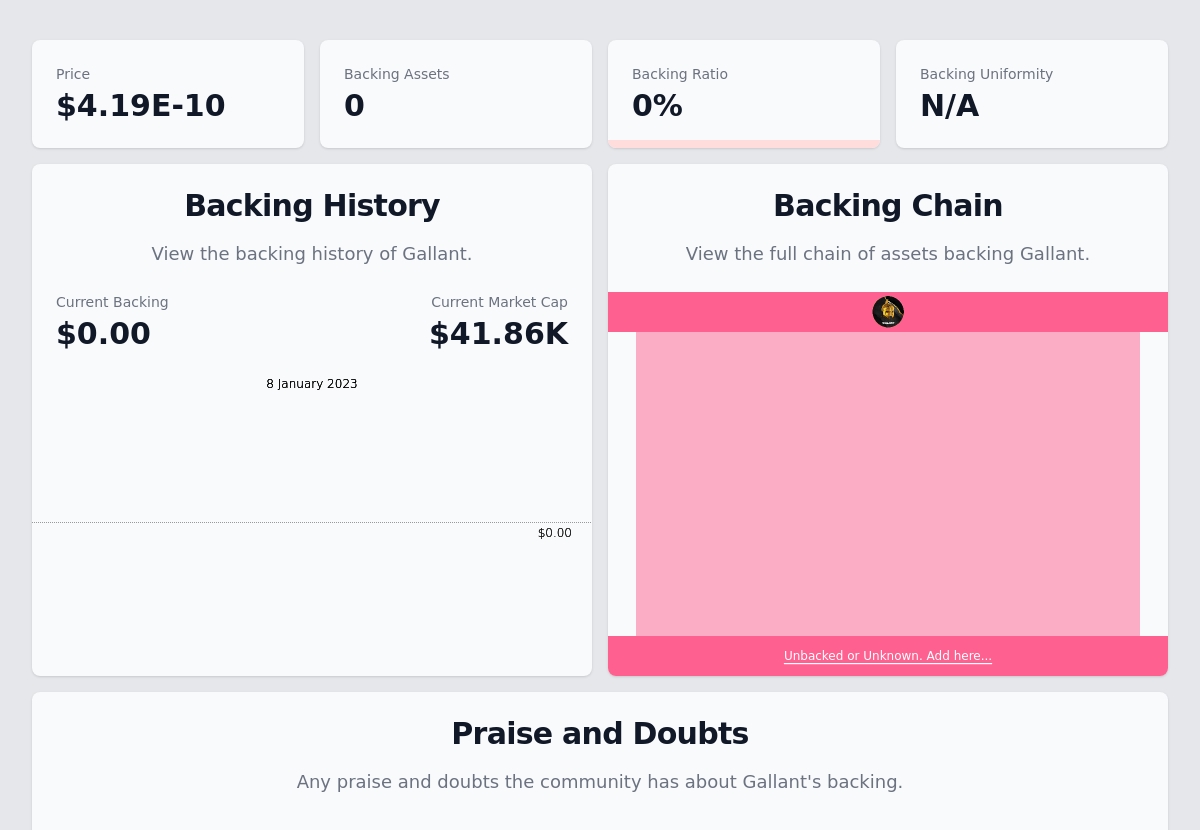 Price
$4.19E-10
Backing Assets
0
Backing Ratio
0%
Backing Uniformity
N/A
Backing History
View the backing history of Gallant.
Current Backing
$0.00
Current Market Cap
$41.86K
8 January 2023
$0.00
Backing Chain
View the full chain of assets backing Gallant.
Unbacked or Unknown. Add here...
Praise and Doubts
Any praise and doubts the community has about Gallant's backing.